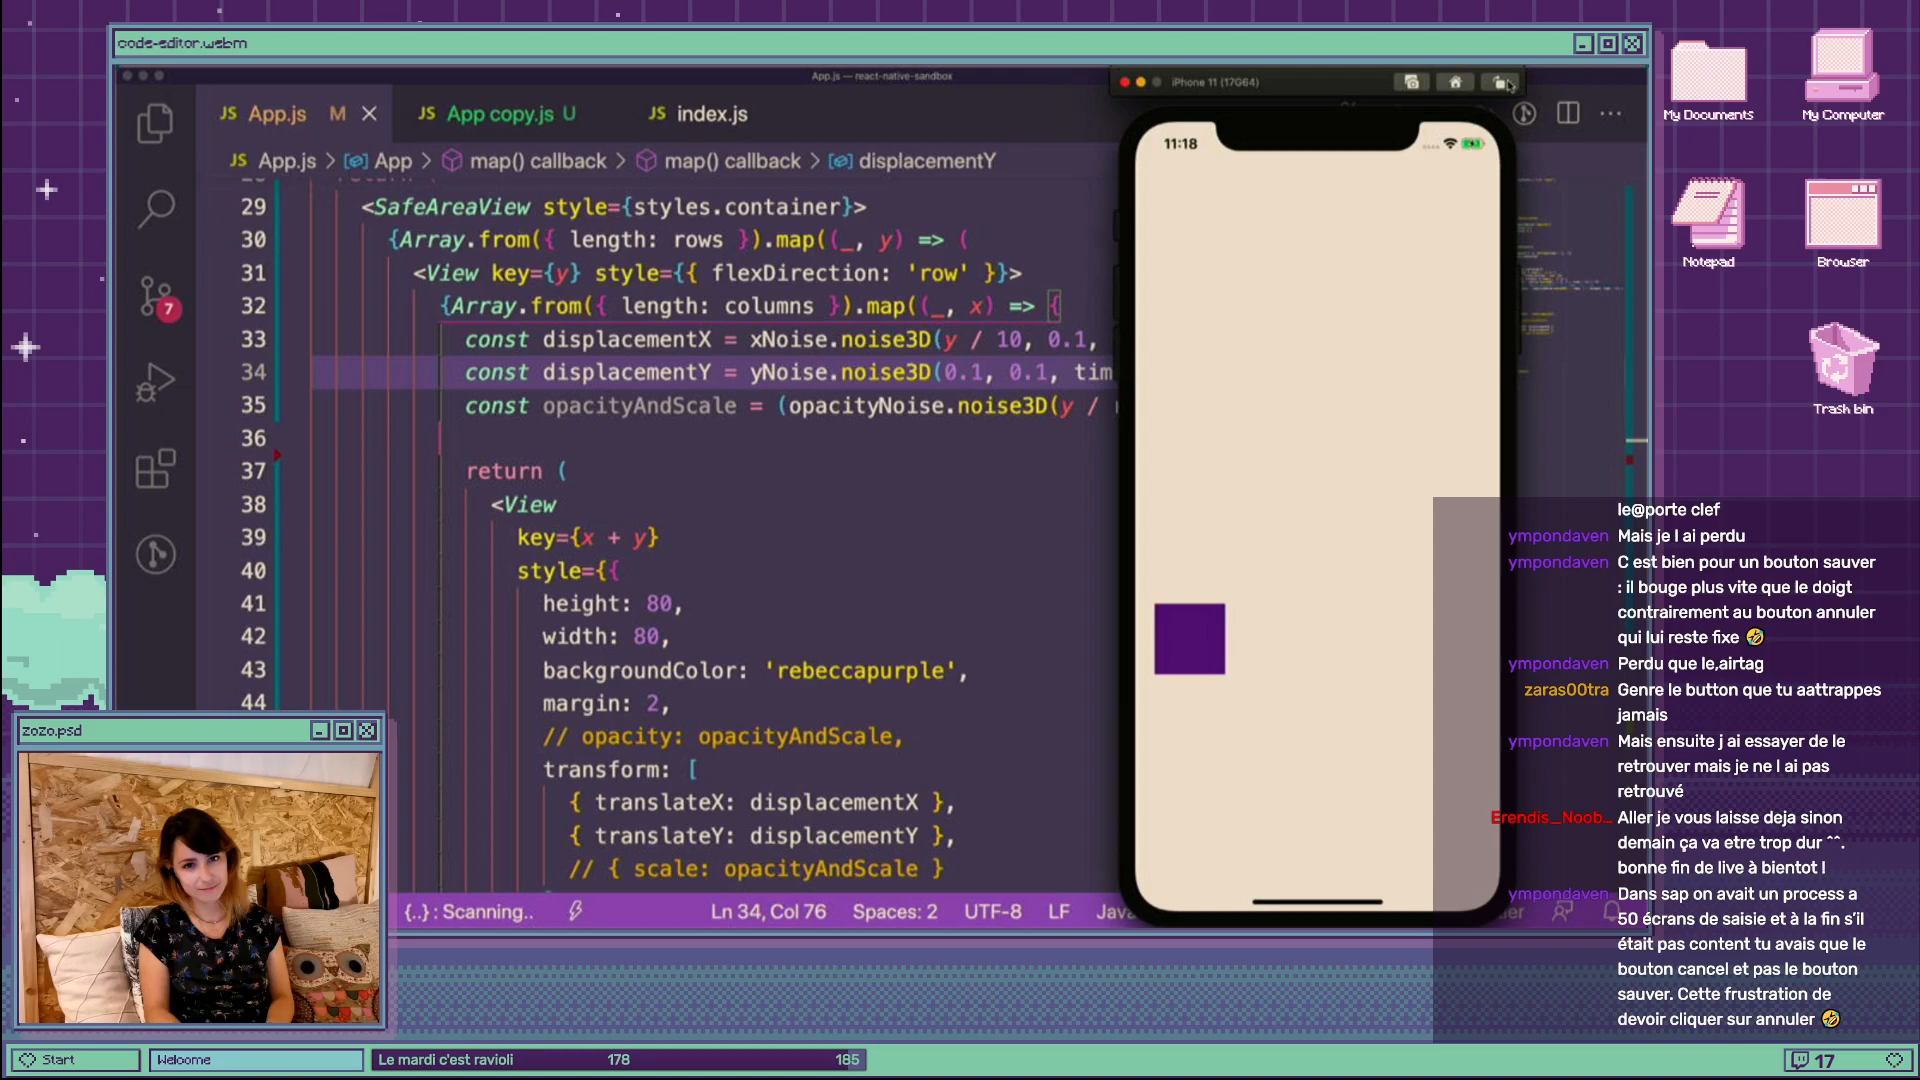 code-editor.webm
App.js — react-native-sandbox
iPhone 11 (17G64)
My Documents
My Computer
JS App.js M
JS App copy.js U
JS index.js
JS App.js > App > map() callback > map() callback > displacementY
11:18
29 <SafeAreaView style={styles.container}>
30 {Array.from({ length: rows }).map((_, y) => (
31 <View key={y} style={{ flexDirection: 'row' }}>
32 {Array.from({ length: columns }).map((_, x) => {
33 const displacementX = xNoise.noise3D(y / 10, 0.1,
34 const displacementY = yNoise.noise3D(0.1, 0.1, tim
35 const opacityAndScale = (opacityNoise.noise3D(y /
36
37 return (
38 <View
39 key={x + y}
40 style={{
41 height: 80,
42 width: 80,
43 backgroundColor: 'rebeccapurple',
44 margin: 2,
// opacity: opacityAndScale,
transform: [
{ translateX: displacementX },
{ translateY: displacementY },
// { scale: opacityAndScale }
7
Notepad
Browser
Trash bin
{..} : Scanning..
Ln 34, Col 76
Spaces: 2
UTF-8
LF
Java
le@porte clef
ympondaven Mais je l ai perdu
ympondaven C est bien pour un bouton sauver
: il bouge plus vite que le doigt
contrairement au bouton annuler
qui lui reste fixe 🤣
ympondaven Perdu que le,airtag
zaras00tra Genre le button que tu aattrappes
jamais
ympondaven Mais ensuite j ai essayer de le
retrouver mais je ne l ai pas
retrouvé
Erendis_Noob_ Aller je vous laisse deja sinon
demain ça va etre trop dur ^^.
bonne fin de live à bientot !
ympondaven Dans sap on avait un process a
50 écrans de saisie et à la fin s'il
était pas content tu avais que le
bouton cancel et pas le bouton
sauver. Cette frustration de
devoir cliquer sur annuler 🤣
zozo.psd
Start
Welcome
Le mardi c'est ravioli 178 185
17